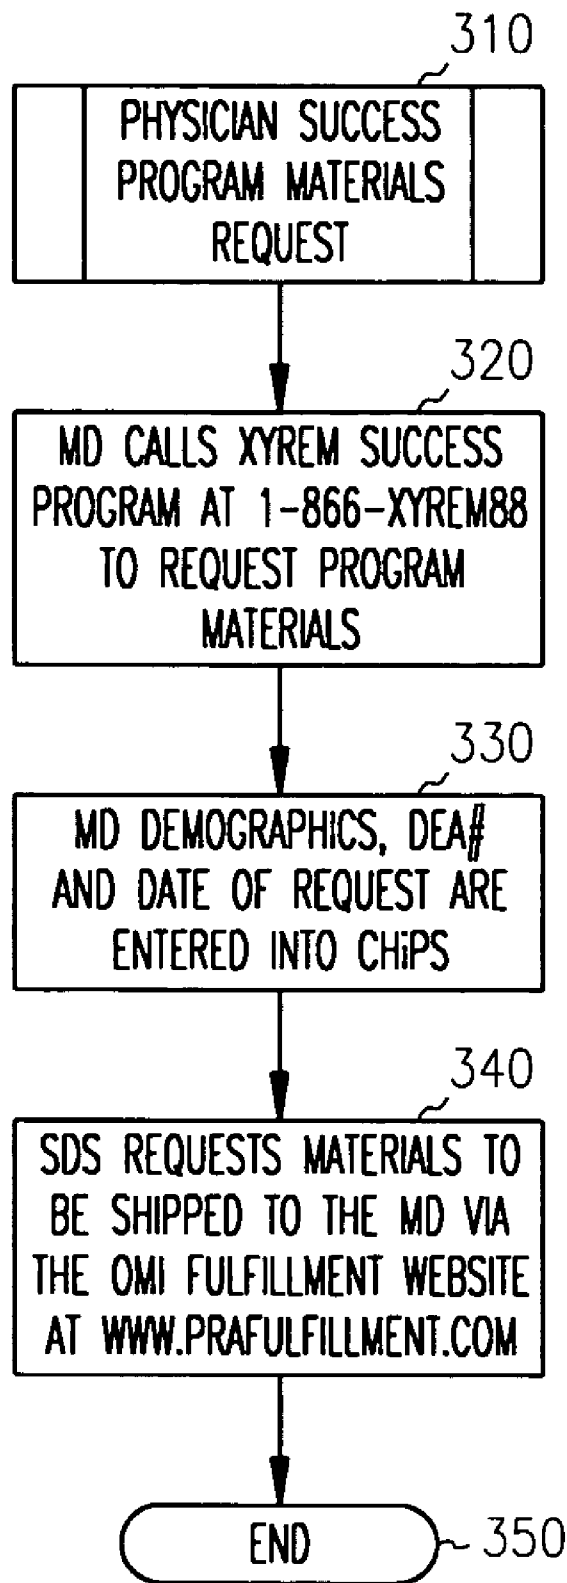 310
PHYSICIAN SUCCESS
PROGRAM MATERIALS
REQUEST
320
MD CALLS XYREM SUCCESS
PROGRAM AT 1-866-XYREM88
TO REQUEST PROGRAM
MATERIALS
330
MD DEMOGRAPHICS, DEA#
AND DATE OF REQUEST ARE
ENTERED INTO CHiPS
340
SDS REQUESTS MATERIALS TO
BE SHIPPED TO THE MD VIA
THE OMI FULFILLMENT WEBSITE
AT WWW.PRAFULFILLMENT.COM
END
350